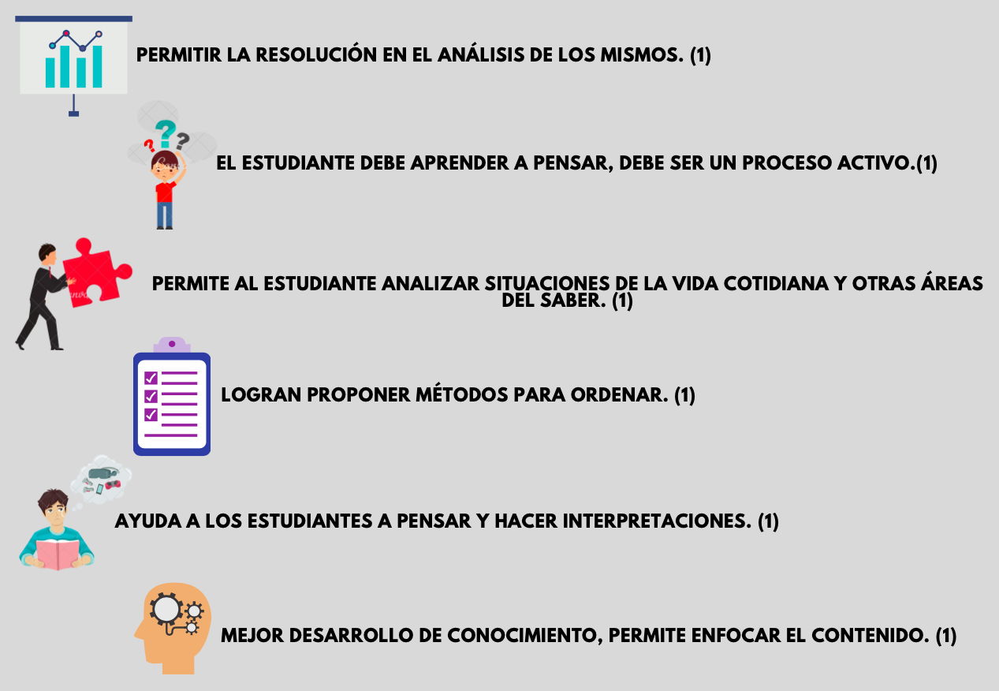 PERMITIR LA RESOLUCIÓN EN EL ANÁLISIS DE LOS MISMOS. (1)
EL ESTUDIANTE DEBE APRENDER A PENSAR, DEBE SER UN PROCESO ACTIVO.(1)
PERMITE AL ESTUDIANTE ANALIZAR SITUACIONES DE LA VIDA COTIDIANA Y OTRAS ÁREAS
DEL SABER. (1)
LOGRAN PROPONER MÉTODOS PARA ORDENAR. (1)
AYUDA A LOS ESTUDIANTES A PENSAR Y HACER INTERPRETACIONES. (1)
MEJOR DESARROLLO DE CONOCIMIENTO, PERMITE ENFOCAR EL CONTENIDO. (1)